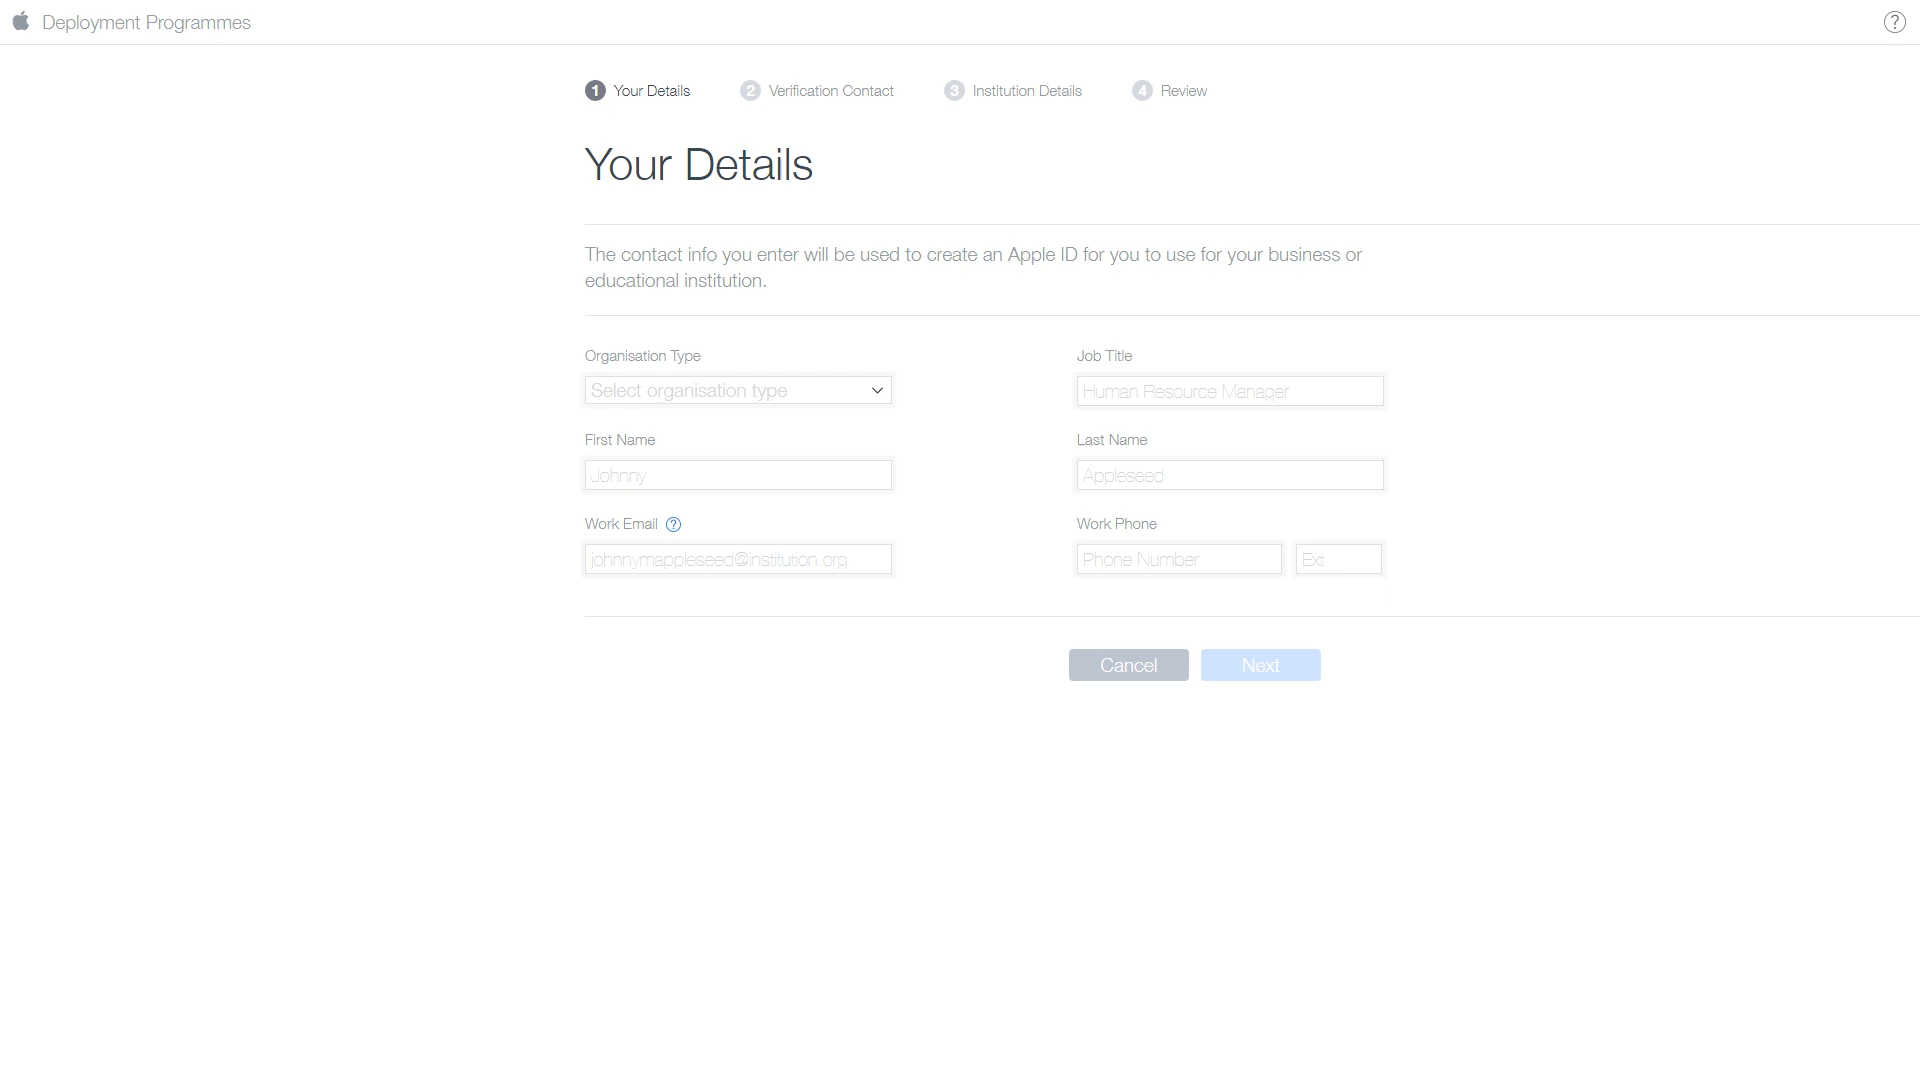 Deployment Programmes ?
1 Your Details 2 Verification Contact 3 Institution Details 4 Review
Your Details
The contact info you enter will be used to create an Apple ID for you to use for your business or
educational institution.
Organisation Type Job Title
Select organisation type Human Resource Manager
First Name Last Name
Johnny Appleseed
Work Email ? Work Phone
johnnymappleseed@institution.org Phone Number Ext
Cancel Next